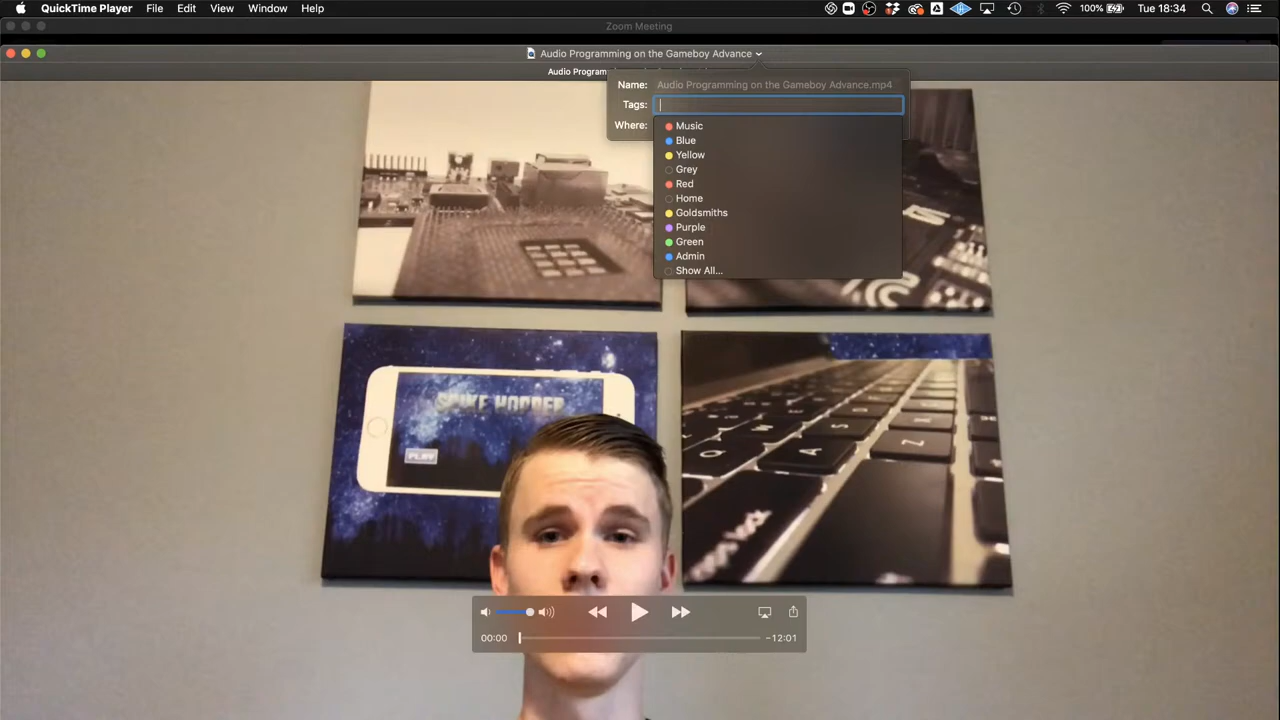 QuickTime Player File Edit View Window Help 100% Tue 18:34
Zoom Meeting
Audio Programming on the Gameboy Advance
Audio Program
Name: Audio Programming on the Gameboy Advance.mp4
Tags:
Where:
Music
Blue
Yellow
Grey
Red
Home
Goldsmiths
Purple
Green
Admin
Show All...
SPIKE HOPPER
PLAY
Q W S A Z
00:00 -12:01